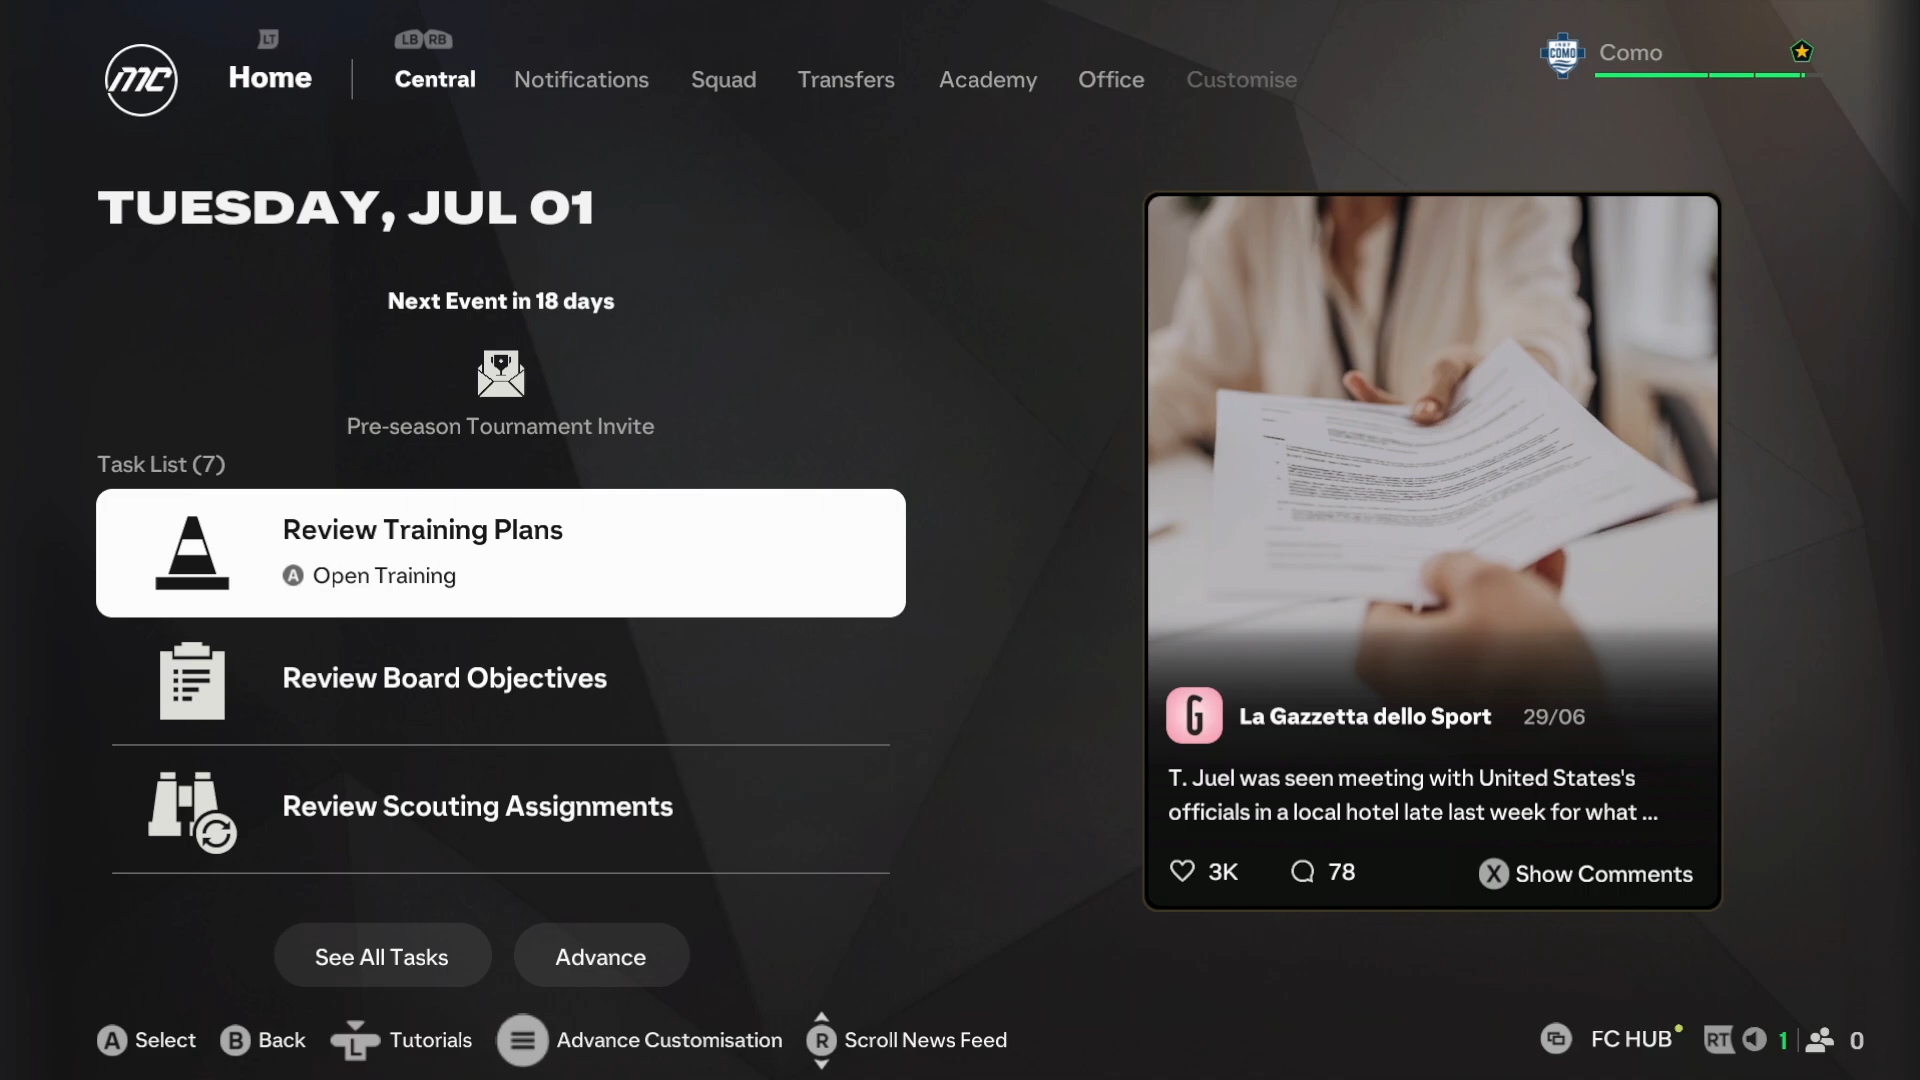 LT
LB RB
MC
Home
Central
Notifications
Squad
Transfers
Academy
Office
Customise
COMO
Como
TUESDAY, JUL 01
Next Event in 18 days
Pre-season Tournament Invite
Task List (7)
Review Training Plans
A Open Training
Review Board Objectives
Review Scouting Assignments
See All Tasks
Advance
G La Gazzetta dello Sport 29/06
T. Juel was seen meeting with United States's
officials in a local hotel late last week for what ...
3K 78 X Show Comments
A Select B Back L Tutorials Advance Customisation R Scroll News Feed
FC HUB RT 1 0